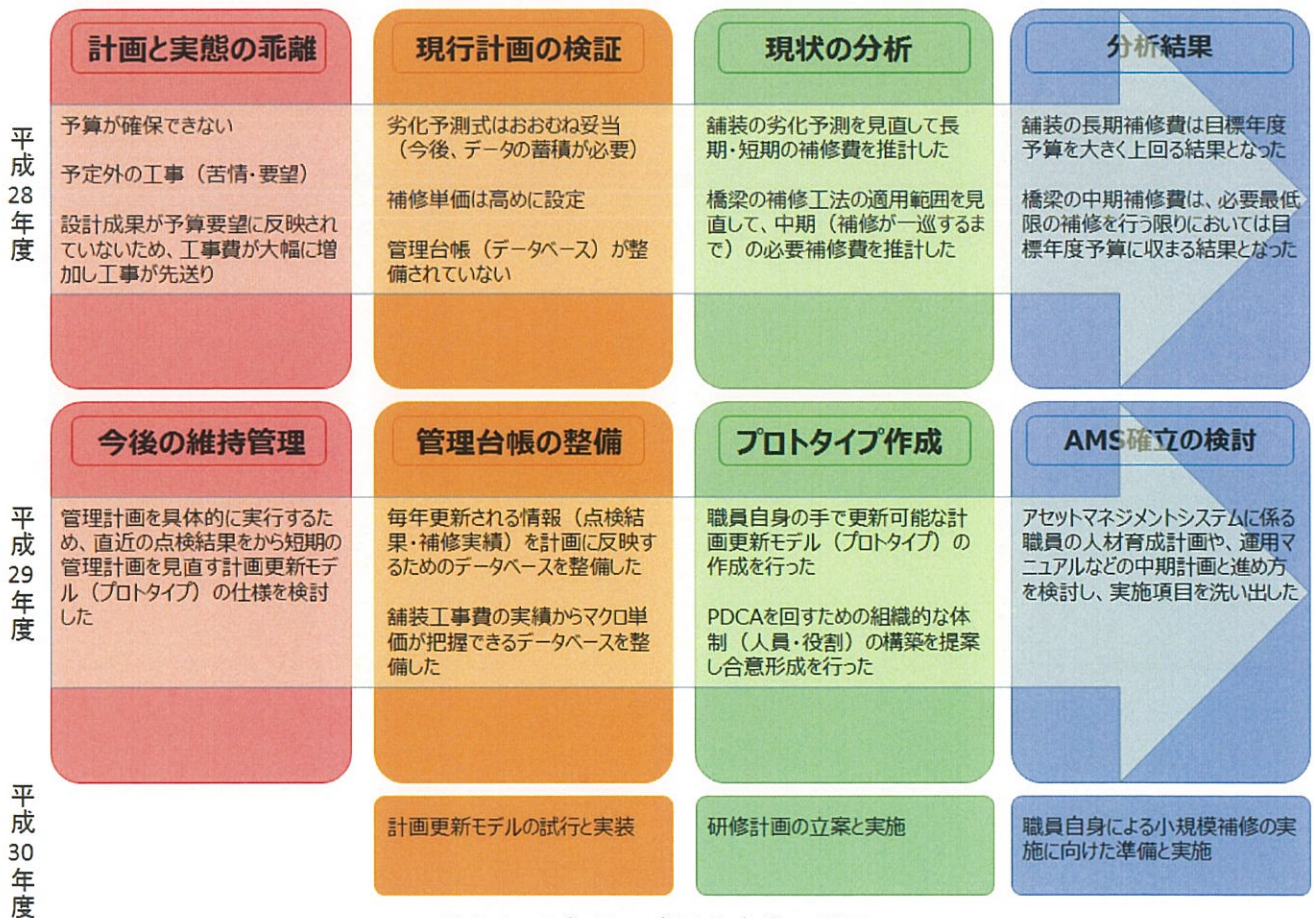 平成28年度
計画と実態の乖離
予算が確保できない
予定外の工事（苦情・要望）
設計成果が予算要望に反映され
ていないため、工事費が大幅に増
加し工事が先送り
現行計画の検証
劣化予測式はおおむね妥当
（今後、データの蓄積が必要）
補修単価は高めに設定
管理台帳（データベース）が整
備されていない
現状の分析
舗装の劣化予測を見直して長
期・短期の補修費を推計した
橋梁の補修工法の適用範囲を見
直して、中期（補修が一巡するま
で）の必要補修費を推計した
分析結果
舗装の長期補修費は目標年度
予算を大きく上回る結果となった
橋梁の中期補修費は、必要最低
限の補修を行う限りにおいては目
標年度予算に収まる結果となった
平成29年度
今後の維持管理
管理計画を具体的に実行するた
め、直近の点検結果をから短期の
管理計画を見直す計画更新モデ
ル（プロトタイプ）の仕様を検討
した
管理台帳の整備
毎年更新される情報（点検結
果・補修実績）を計画に反映す
るためのデータベースを整備した
舗装工事費の実績からマクロ単
価が把握できるデータベースを整
備した
プロトタイプ作成
職員自身の手で更新可能な計
画更新モデル（プロトタイプ）の
作成を行った
PDCAを回すための組織的な体
制（人員・役割）の構築を提案
し合意形成を行った
AMS確立の検討
アセットマネジメントシステムに係る
職員の人材育成計画や、運用マ
ニュアルなどの中期計画と進め方
を検討し、実施項目を洗い出した
平成30年度
計画更新モデルの試行と実装
研修計画の立案と実施
職員自身による小規模補修の実
施に向けた準備と実施